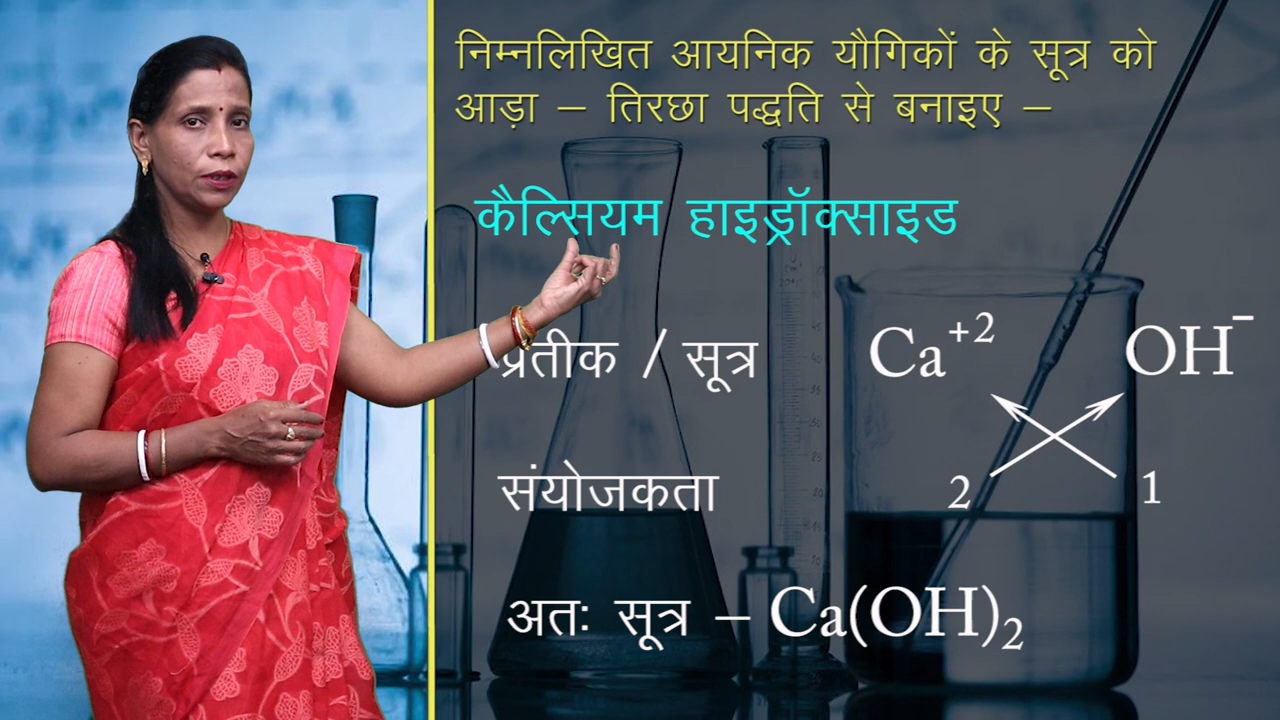 निम्नलिखित आयनिक यौगिकों के सूत्र को
आड़ा – तिरछा पद्धति से बनाइए –
कैल्सियम हाइड्रॉक्साइड
प्रतीक / सूत्र Ca⁺² OH⁻
संयोजकता 2 1
अतः सूत्र – Ca(OH)₂